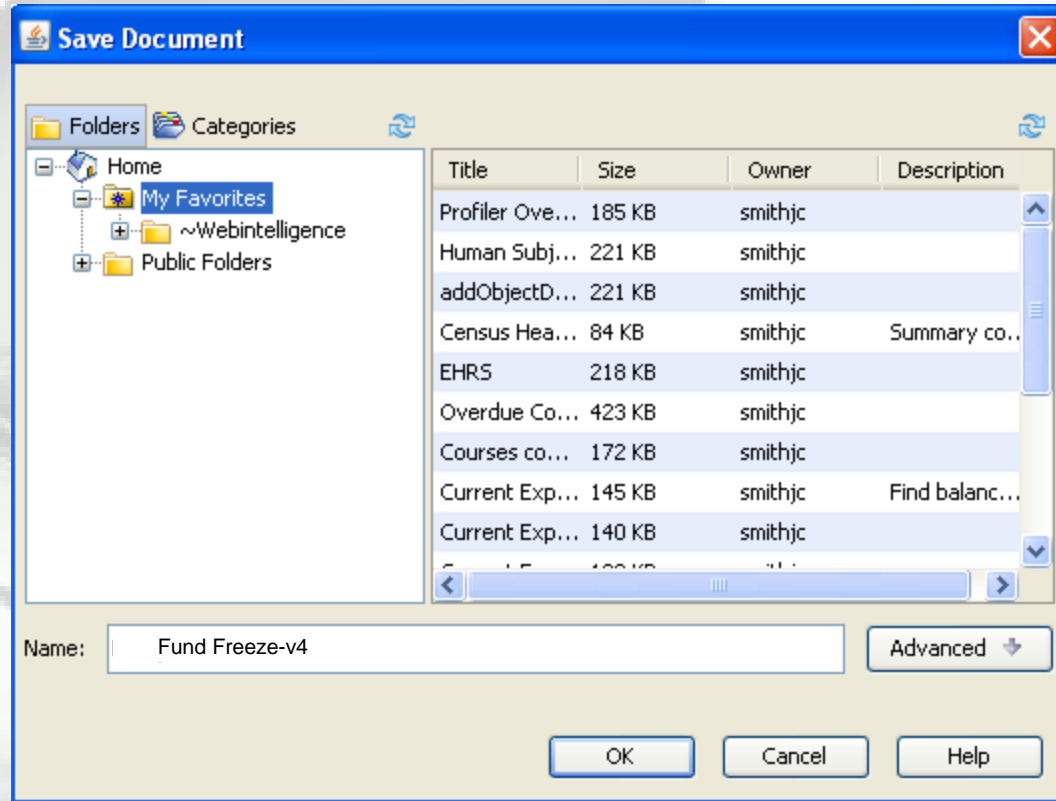 Save Document
Folders Categories
Home
My Favorites
~Webintelligence
Public Folders
Title Size Owner Description
Profiler Ove... 185 KB smithjc
Human Subj... 221 KB smithjc
addObjectD... 221 KB smithjc
Census Hea... 84 KB smithjc Summary co..
EHRS 218 KB smithjc
Overdue Co... 423 KB smithjc
Courses co... 172 KB smithjc
Current Exp... 145 KB smithjc Find balanc...
Current Exp... 140 KB smithjc
Name: Fund Freeze-v4 Advanced
OK Cancel Help